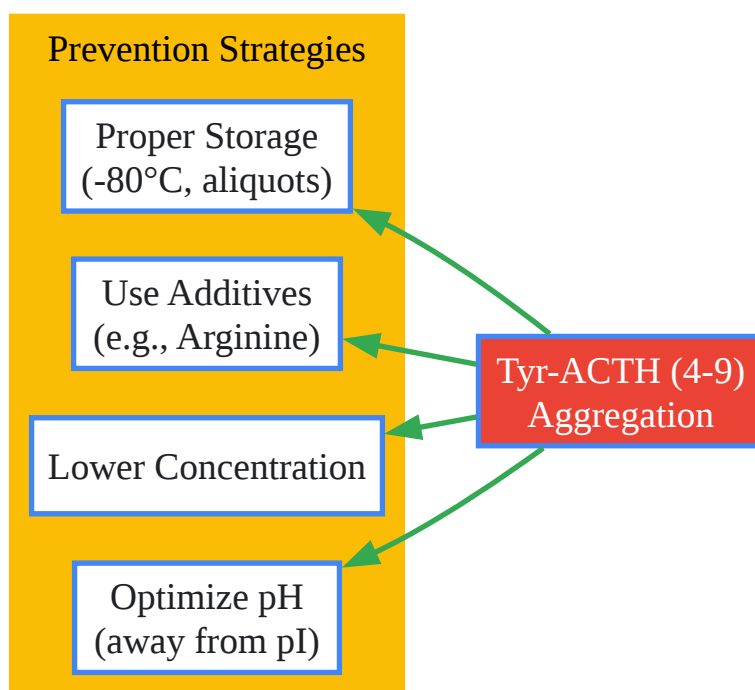 Prevention Strategies
Proper Storage
(-80°C, aliquots)
Use Additives
(e.g., Arginine)
Tyr-ACTH (4-9)
Aggregation
Lower Concentration
Optimize pH
(away from pI)